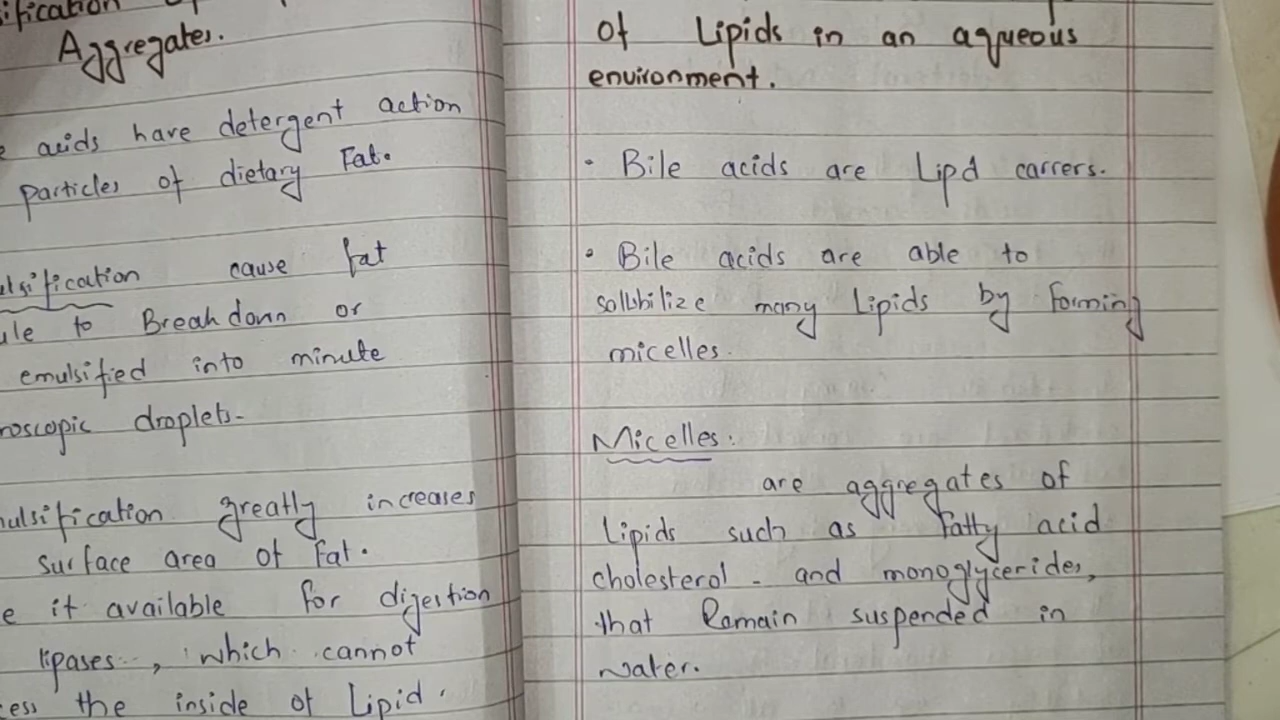 Aggregates.
acids have detergent action
particles of dietary Fat.
cause fat
to Breakdown or
emulsified into minute
droplets.
greatly increases
surface area of Fat.
it available for digestion
lipases, which cannot
the inside of Lipid.
of Lipids in an aqueous
environment.
• Bile acids are Lipd carrers.
• Bile acids are able to
sollubilize many Lipids by Forming
micelles.
Micelles:
are aggregates of
Lipids such as Fatty acid
cholesterol - and monoglycerides,
that Remain suspended in
water.